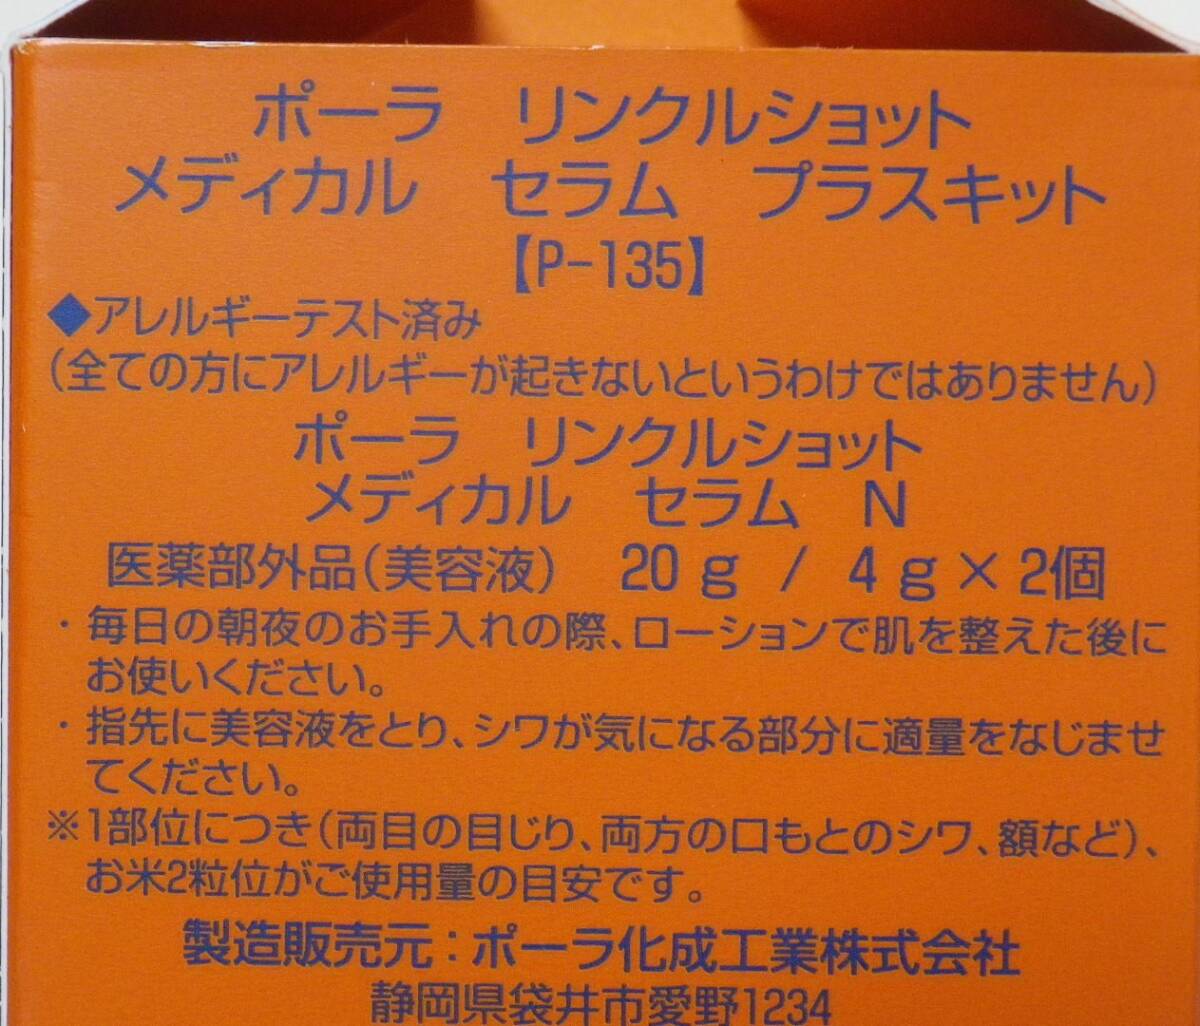 ポーラ　リンクルショット
メディカル　セラム　プラスキット
【P-135】
◆アレルギーテスト済み
（全ての方にアレルギーが起きないというわけではありません）
ポーラ　リンクルショット
メディカル　セラム　N
医薬部外品（美容液）　20 g / 4 g × 2個
・毎日の朝夜のお手入れの際、ローションで肌を整えた後に
お使いください。
・指先に美容液をとり、シワが気になる部分に適量をなじませ
てください。
※1部位につき（両目の目じり、両方の口もとのシワ、額など）、
お米2粒位がご使用量の目安です。
製造販売元：ポーラ化成工業株式会社
静岡県袋井市愛野1234